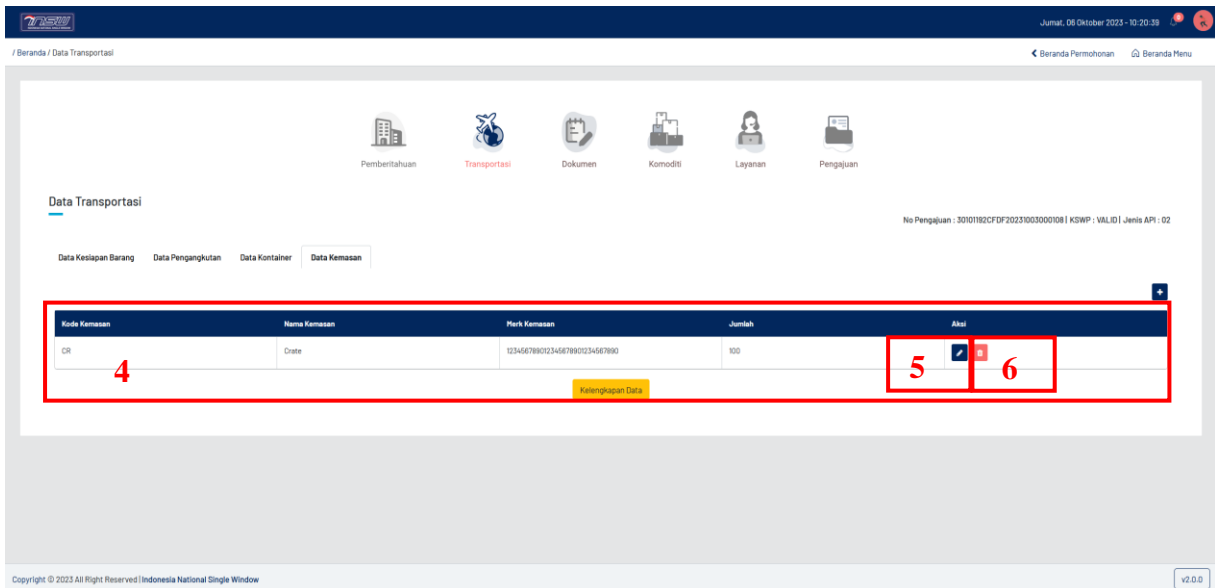 INSW
Jumat, 06 Oktober 2023 - 10:20:39
/ Beranda / Data Transportasi
Beranda Permohonan
Beranda Menu
Pemberitahuan
Transportasi
Dokumen
Komoditi
Layanan
Pengajuan
Data Transportasi
No Pengajuan : 30101192CFDF20231003000108 | KSWP : VALID | Jenis API : 02
Data Kesiapan Barang
Data Pengangkutan
Data Kontainer
Data Kemasan
Kode Kemasan Nama Kemasan Merk Kemasan Jumlah Aksi
CR Crate 123456789012345678901234567890 100
4
5
6
Kelengkapan Data
Copyright © 2023 All Right Reserved | Indonesia National Single Window
v2.0.0